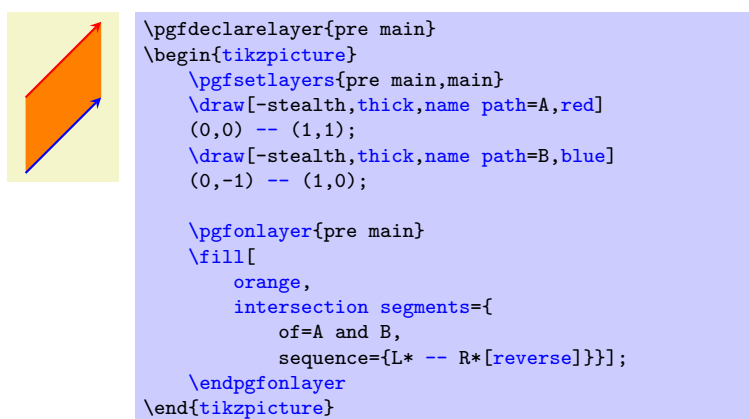 \pgfdeclarelayer{pre main}
\begin{tikzpicture}
    \pgfsetlayers{pre main,main}
    \draw[-stealth,thick,name path=A,red]
    (0,0) -- (1,1);
    \draw[-stealth,thick,name path=B,blue]
    (0,-1) -- (1,0);

    \pgfonlayer{pre main}
    \fill[
        orange,
        intersection segments={
            of=A and B,
            sequence={L* -- R*[reverse]}}];
    \endpgfonlayer
\end{tikzpicture}